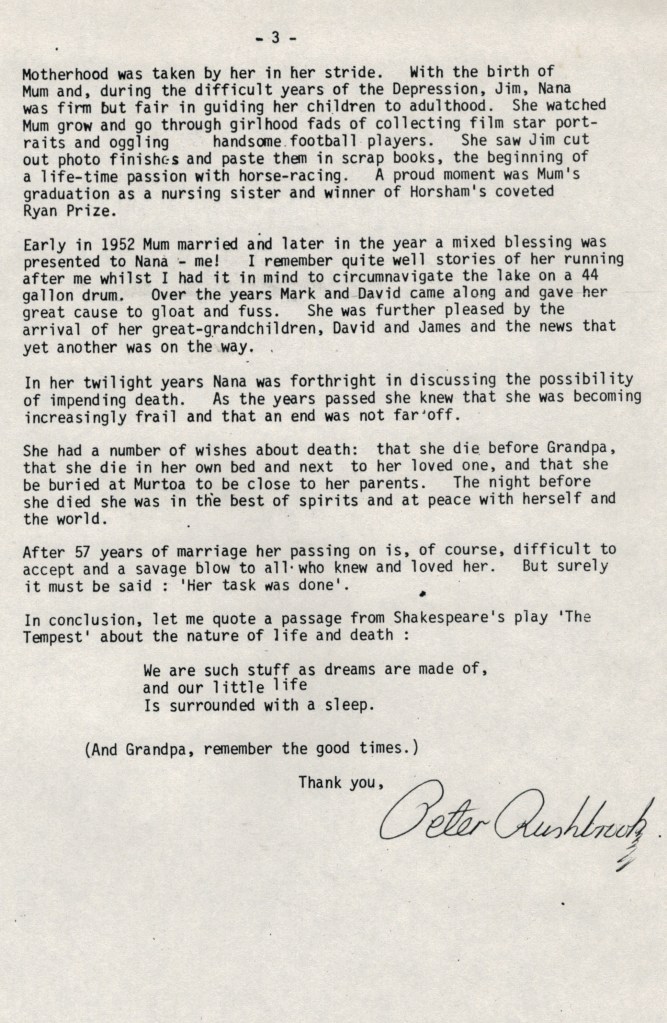 - 3 -
Motherhood was taken by her in her stride. With the birth of
Mum and, during the difficult years of the Depression, Jim, Nana
was firm but fair in guiding her children to adulthood. She watched
Mum grow and go through girlhood fads of collecting film star port-
raits and oggling handsome football players. She saw Jim cut
out photo finishes and paste them in scrap books, the beginning of
a life-time passion with horse-racing. A proud moment was Mum's
graduation as a nursing sister and winner of Horsham's coveted
Ryan Prize.
Early in 1952 Mum married and later in the year a mixed blessing was
presented to Nana - me! I remember quite well stories of her running
after me whilst I had it in mind to circumnavigate the lake on a 44
gallon drum. Over the years Mark and David came along and gave her
great cause to gloat and fuss. She was further pleased by the
arrival of her great-grandchildren, David and James and the news that
yet another was on the way.
In her twilight years Nana was forthright in discussing the possibility
of impending death. As the years passed she knew that she was becoming
increasingly frail and that an end was not far off.
She had a number of wishes about death: that she die before Grandpa,
that she die in her own bed and next to her loved one, and that she
be buried at Murtoa to be close to her parents. The night before
she died she was in the best of spirits and at peace with herself and
the world.
After 57 years of marriage her passing on is, of course, difficult to
accept and a savage blow to all who knew and loved her. But surely
it must be said : 'Her task was done'.
In conclusion, let me quote a passage from Shakespeare's play 'The
Tempest' about the nature of life and death :
We are such stuff as dreams are made of,
and our little life
Is surrounded with a sleep.
(And Grandpa, remember the good times.)
Thank you,
Peter Rushbrook